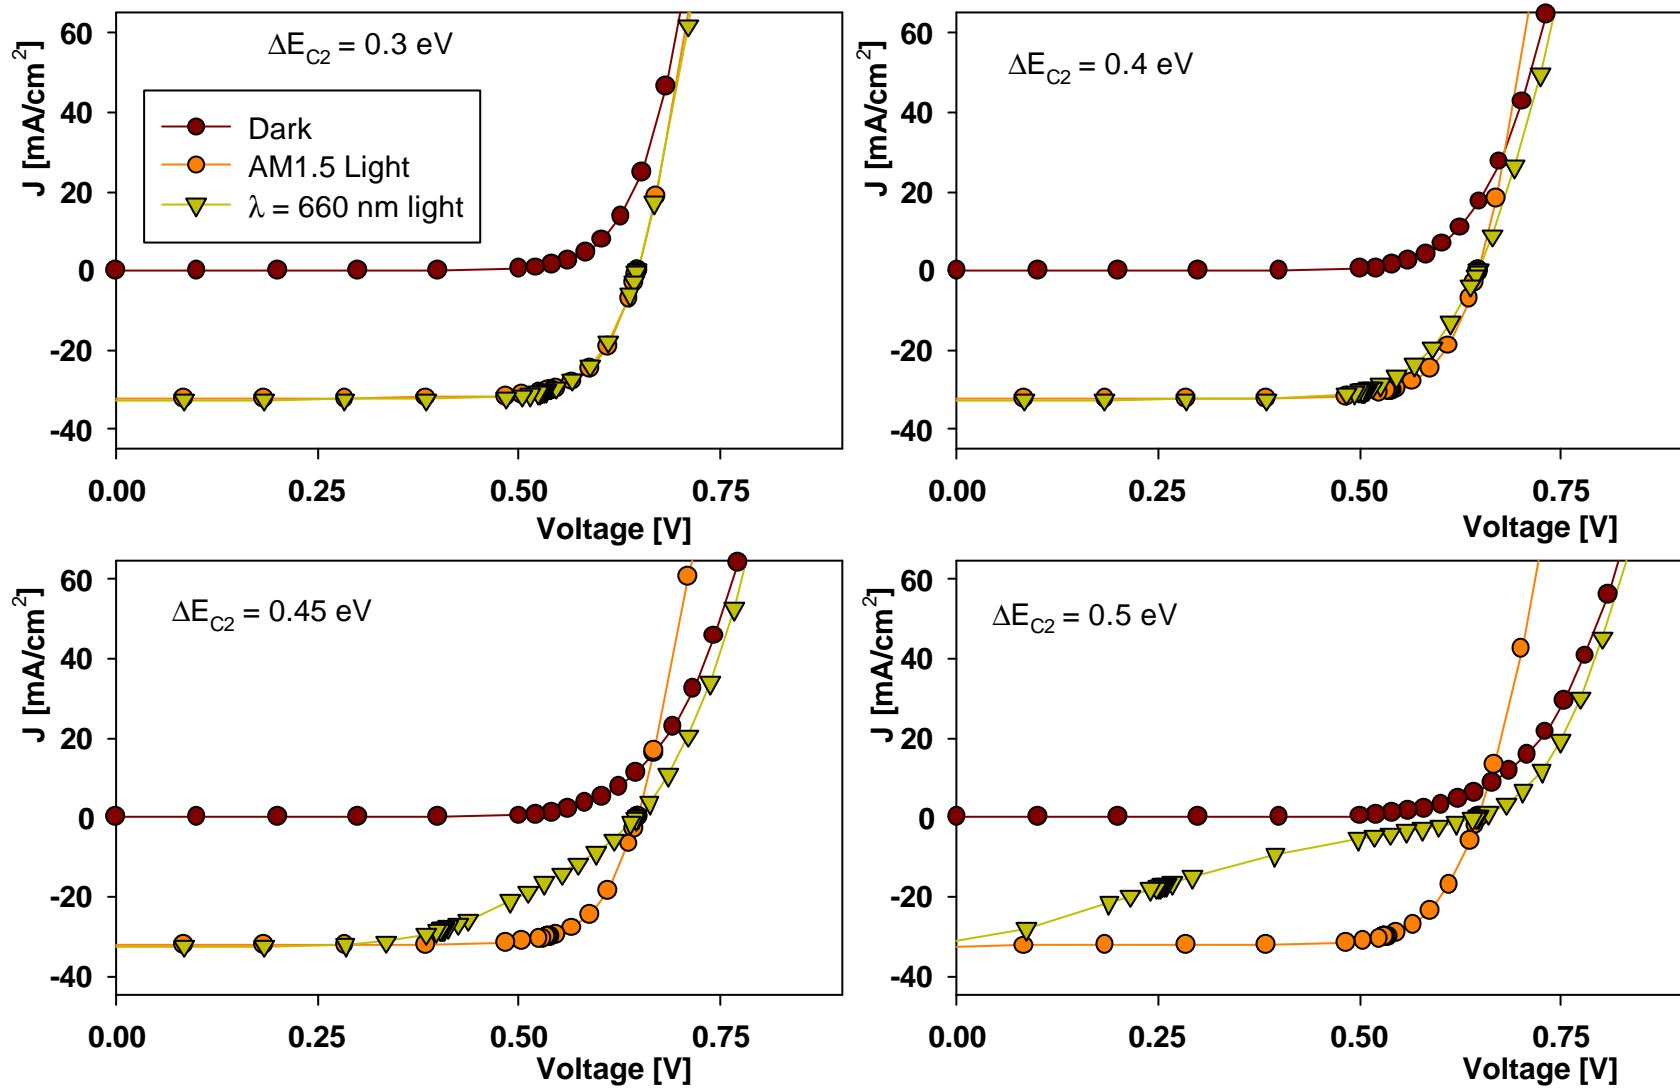 ΔE_C2 = 0.3 eV
Dark
AM1.5 Light
λ = 660 nm light
J [mA/cm²]
60
40
20
0
-20
-40
0.00 0.25 0.50 0.75
Voltage [V]
ΔE_C2 = 0.4 eV
J [mA/cm²]
60
40
20
0
-20
-40
0.00 0.25 0.50 0.75
Voltage [V]
ΔE_C2 = 0.45 eV
J [mA/cm²]
60
40
20
0
-20
-40
0.00 0.25 0.50 0.75
Voltage [V]
ΔE_C2 = 0.5 eV
J [mA/cm²]
60
40
20
0
-20
-40
0.00 0.25 0.50 0.75
Voltage [V]